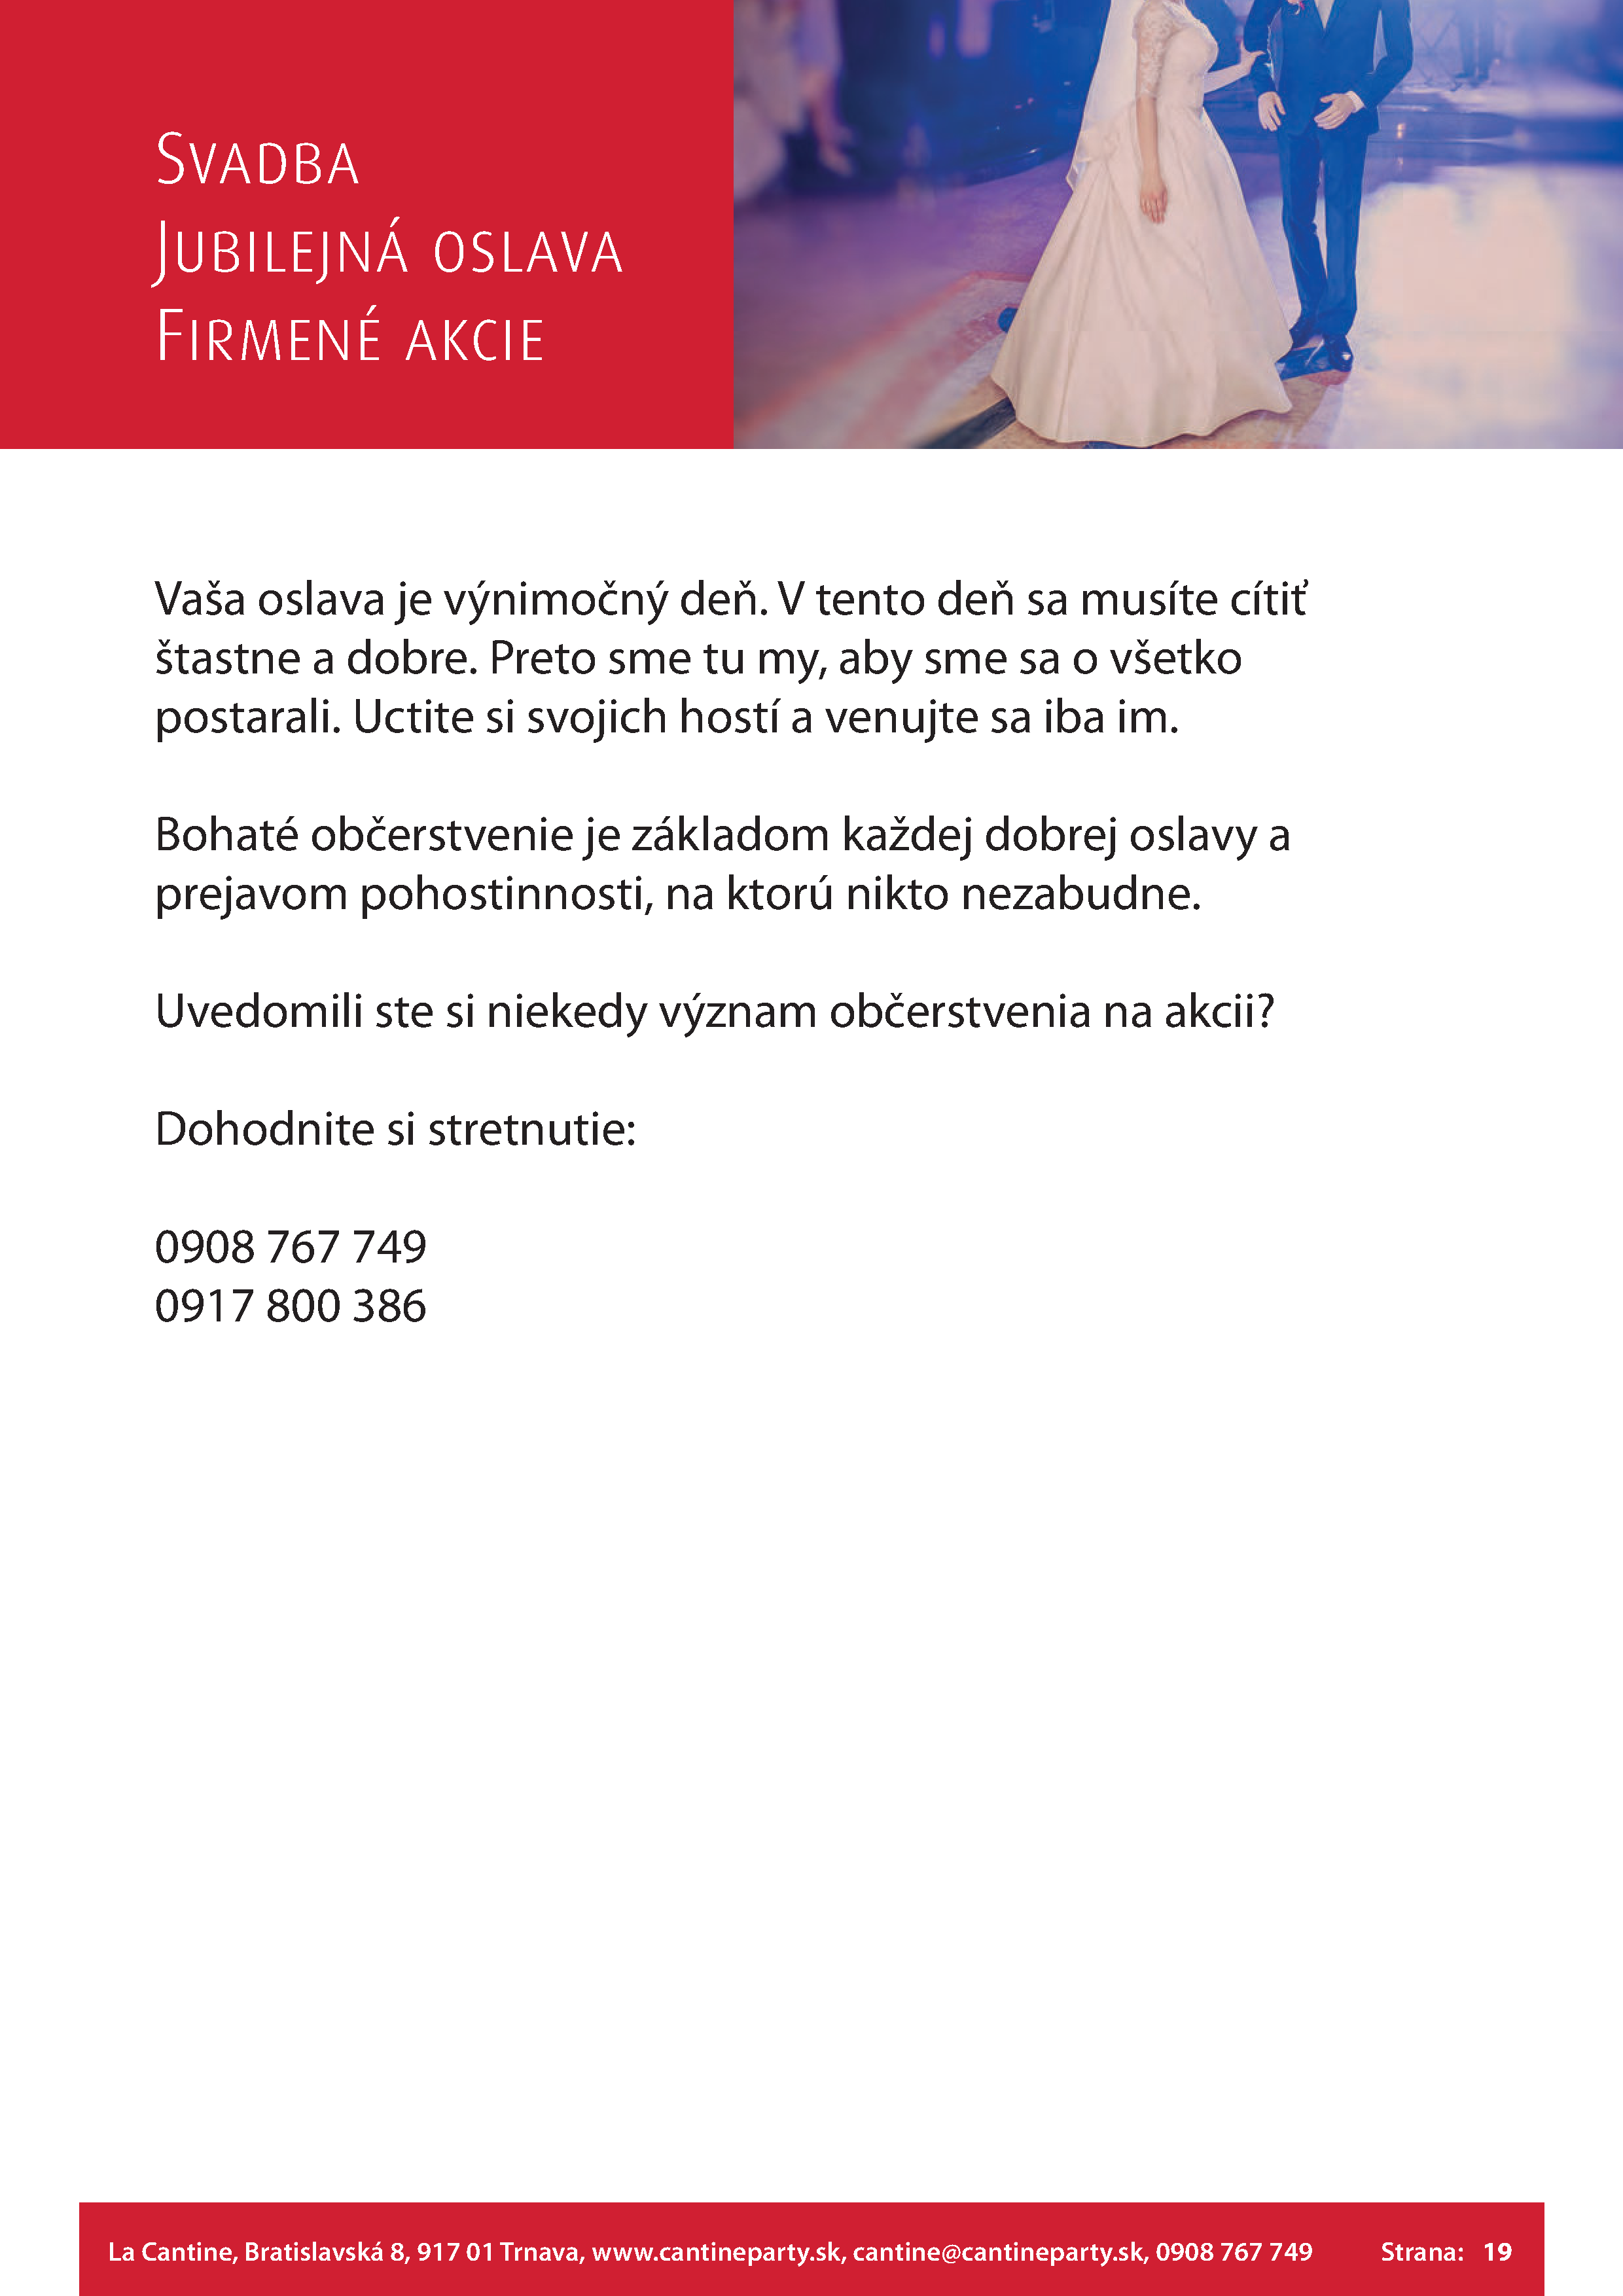 Svadba
Jubilejná oslava
Firmené akcie
Vaša oslava je výnimočný deň. V tento deň sa musíte cítiť
štastne a dobre. Preto sme tu my, aby sme sa o všetko
postarali. Uctite si svojich hostí a venujte sa iba im.
Bohaté občerstvenie je základom každej dobrej oslavy a
prejavom pohostinnosti, na ktorú nikto nezabudne.
Uvedomili ste si niekedy význam občerstvenia na akcii?
Dohodnite si stretnutie:
0908 767 749
0917 800 386
La Cantine, Bratislavská 8, 917 01 Trnava, www.cantineparty.sk, cantine@cantineparty.sk, 0908 767 749 Strana: 19